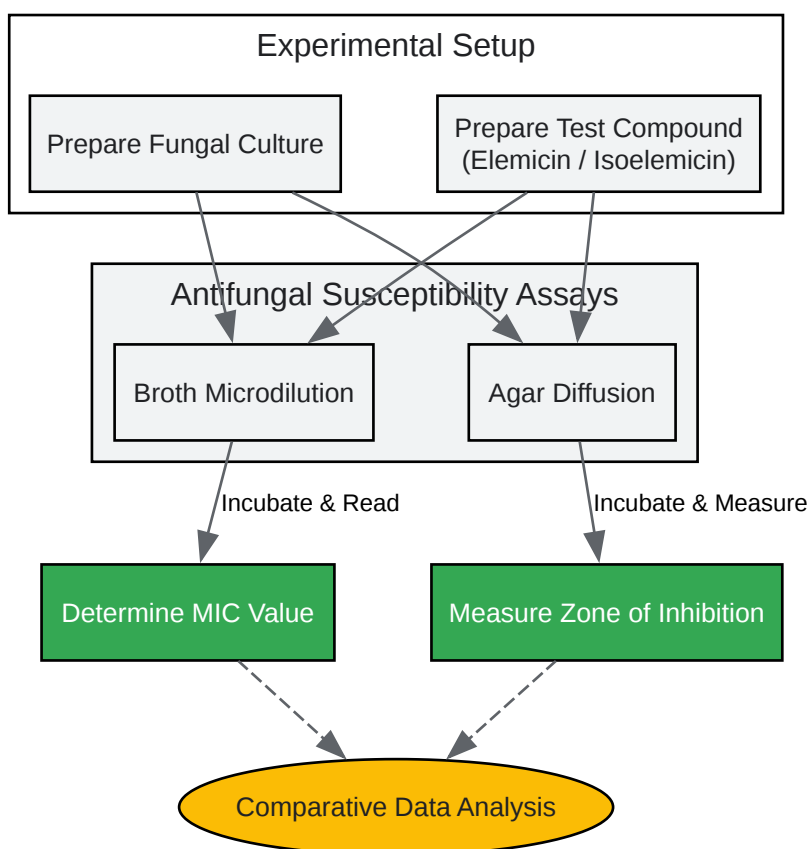 Experimental Setup
Prepare Fungal Culture
Prepare Test Compound
(Elemicin / Isoelemicin)
Antifungal Susceptibility Assays
Broth Microdilution
Agar Diffusion
Incubate & Read
Incubate & Measure
Determine MIC Value
Measure Zone of Inhibition
Comparative Data Analysis